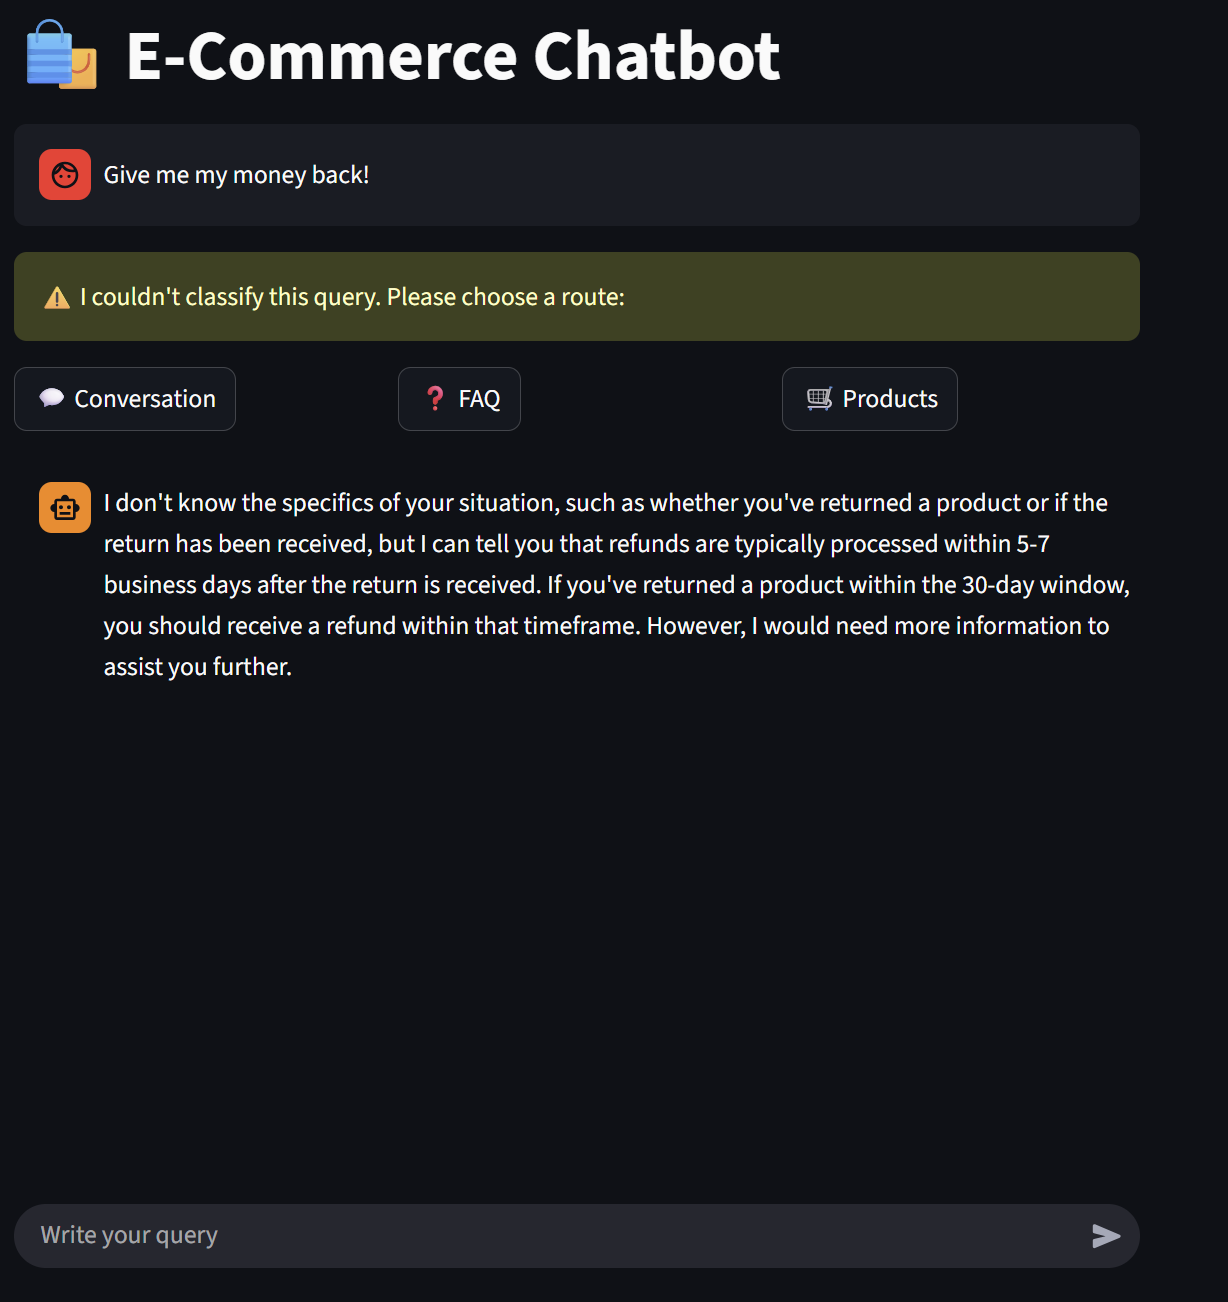 E-Commerce Chatbot
Give me my money back!
I couldn't classify this query. Please choose a route:
Conversation
FAQ
Products
I don't know the specifics of your situation, such as whether you've returned a product or if the
return has been received, but I can tell you that refunds are typically processed within 5-7
business days after the return is received. If you've returned a product within the 30-day window,
you should receive a refund within that timeframe. However, I would need more information to
assist you further.
Write your query